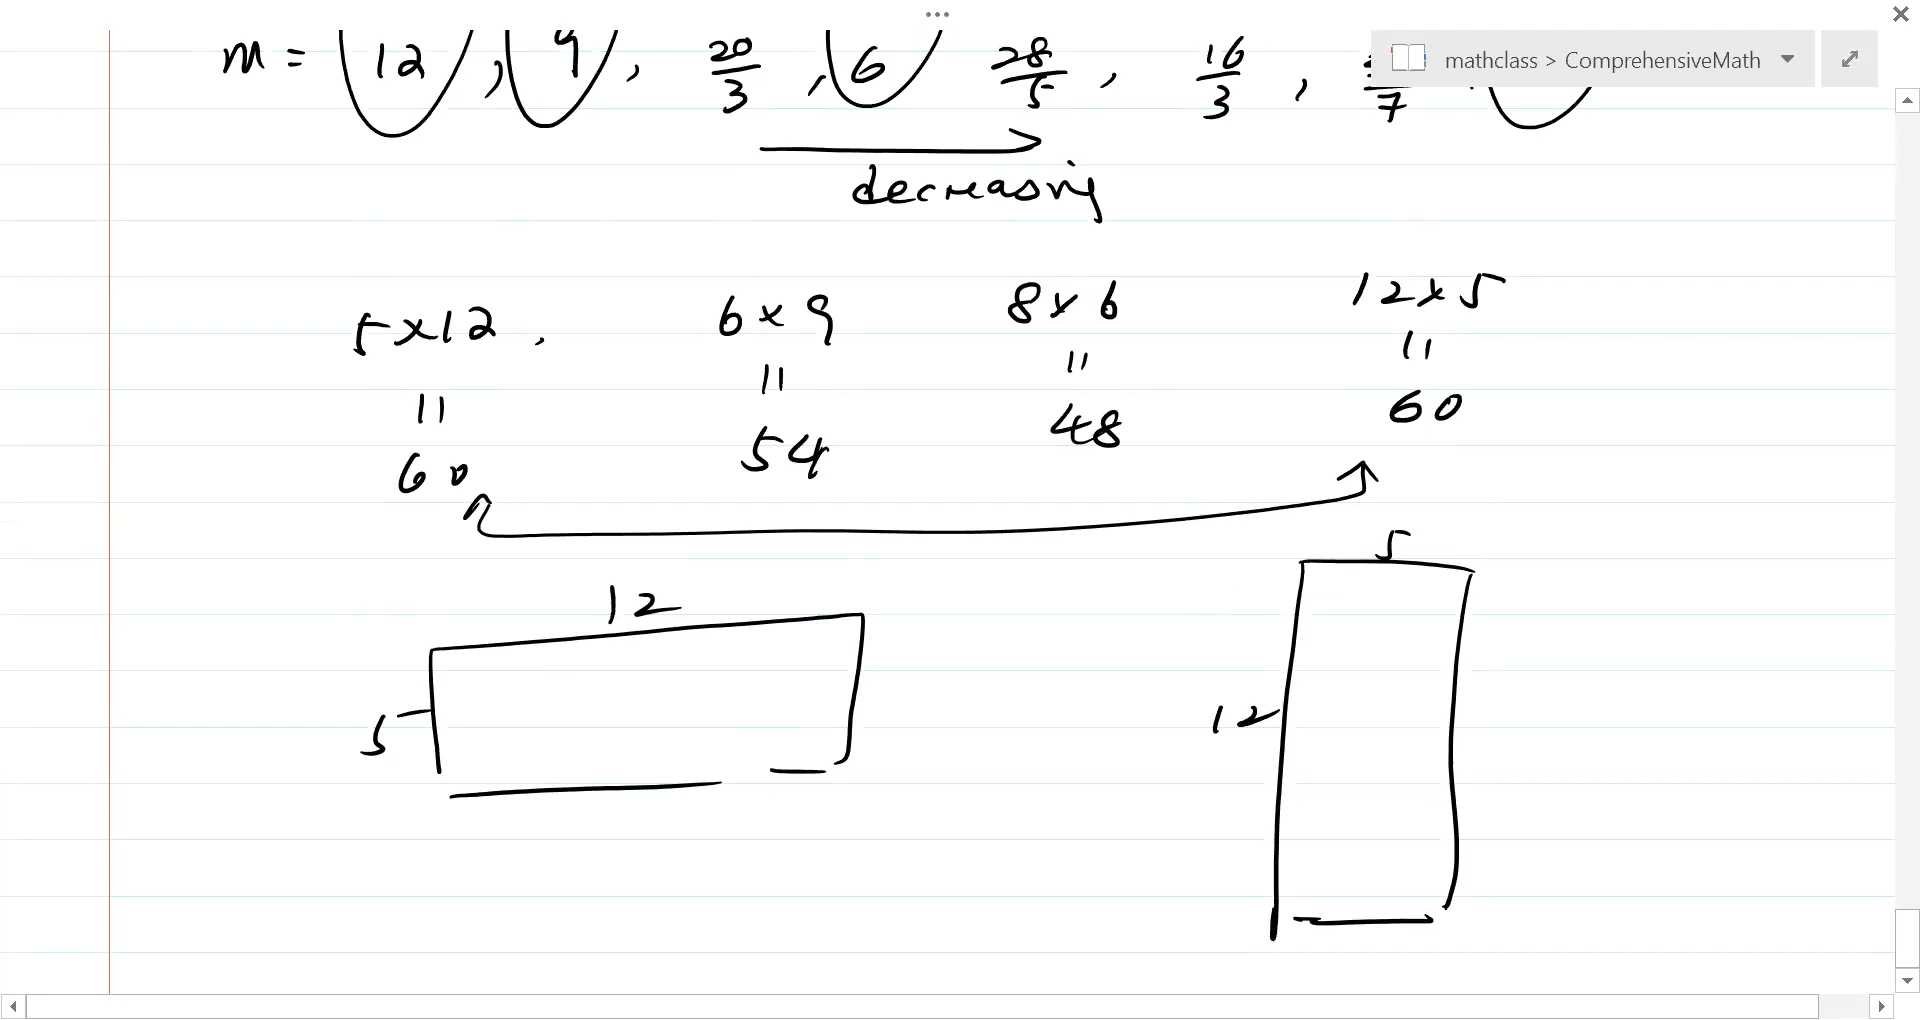 mathclass > ComprehensiveMath
m = 12, 9, 20/3, 6 28/5, 16/3, /7
decreasing
5x12, 6x9 8x6 12x5
= = = =
60 54 48 60
12 5
5 12